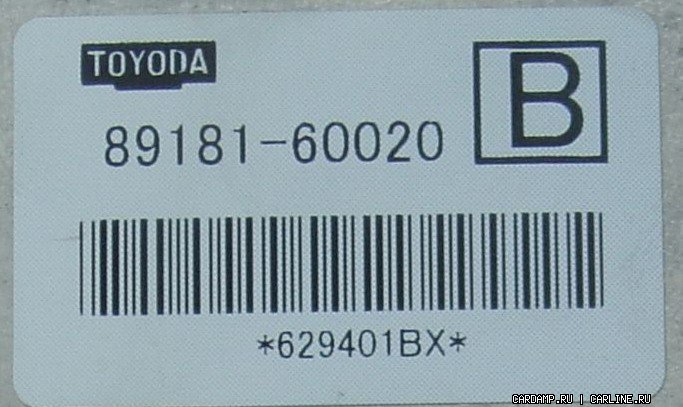 TOYODA
B
89181-60020
*629401BX*
CARDAMP.RU | CARLINE.RU